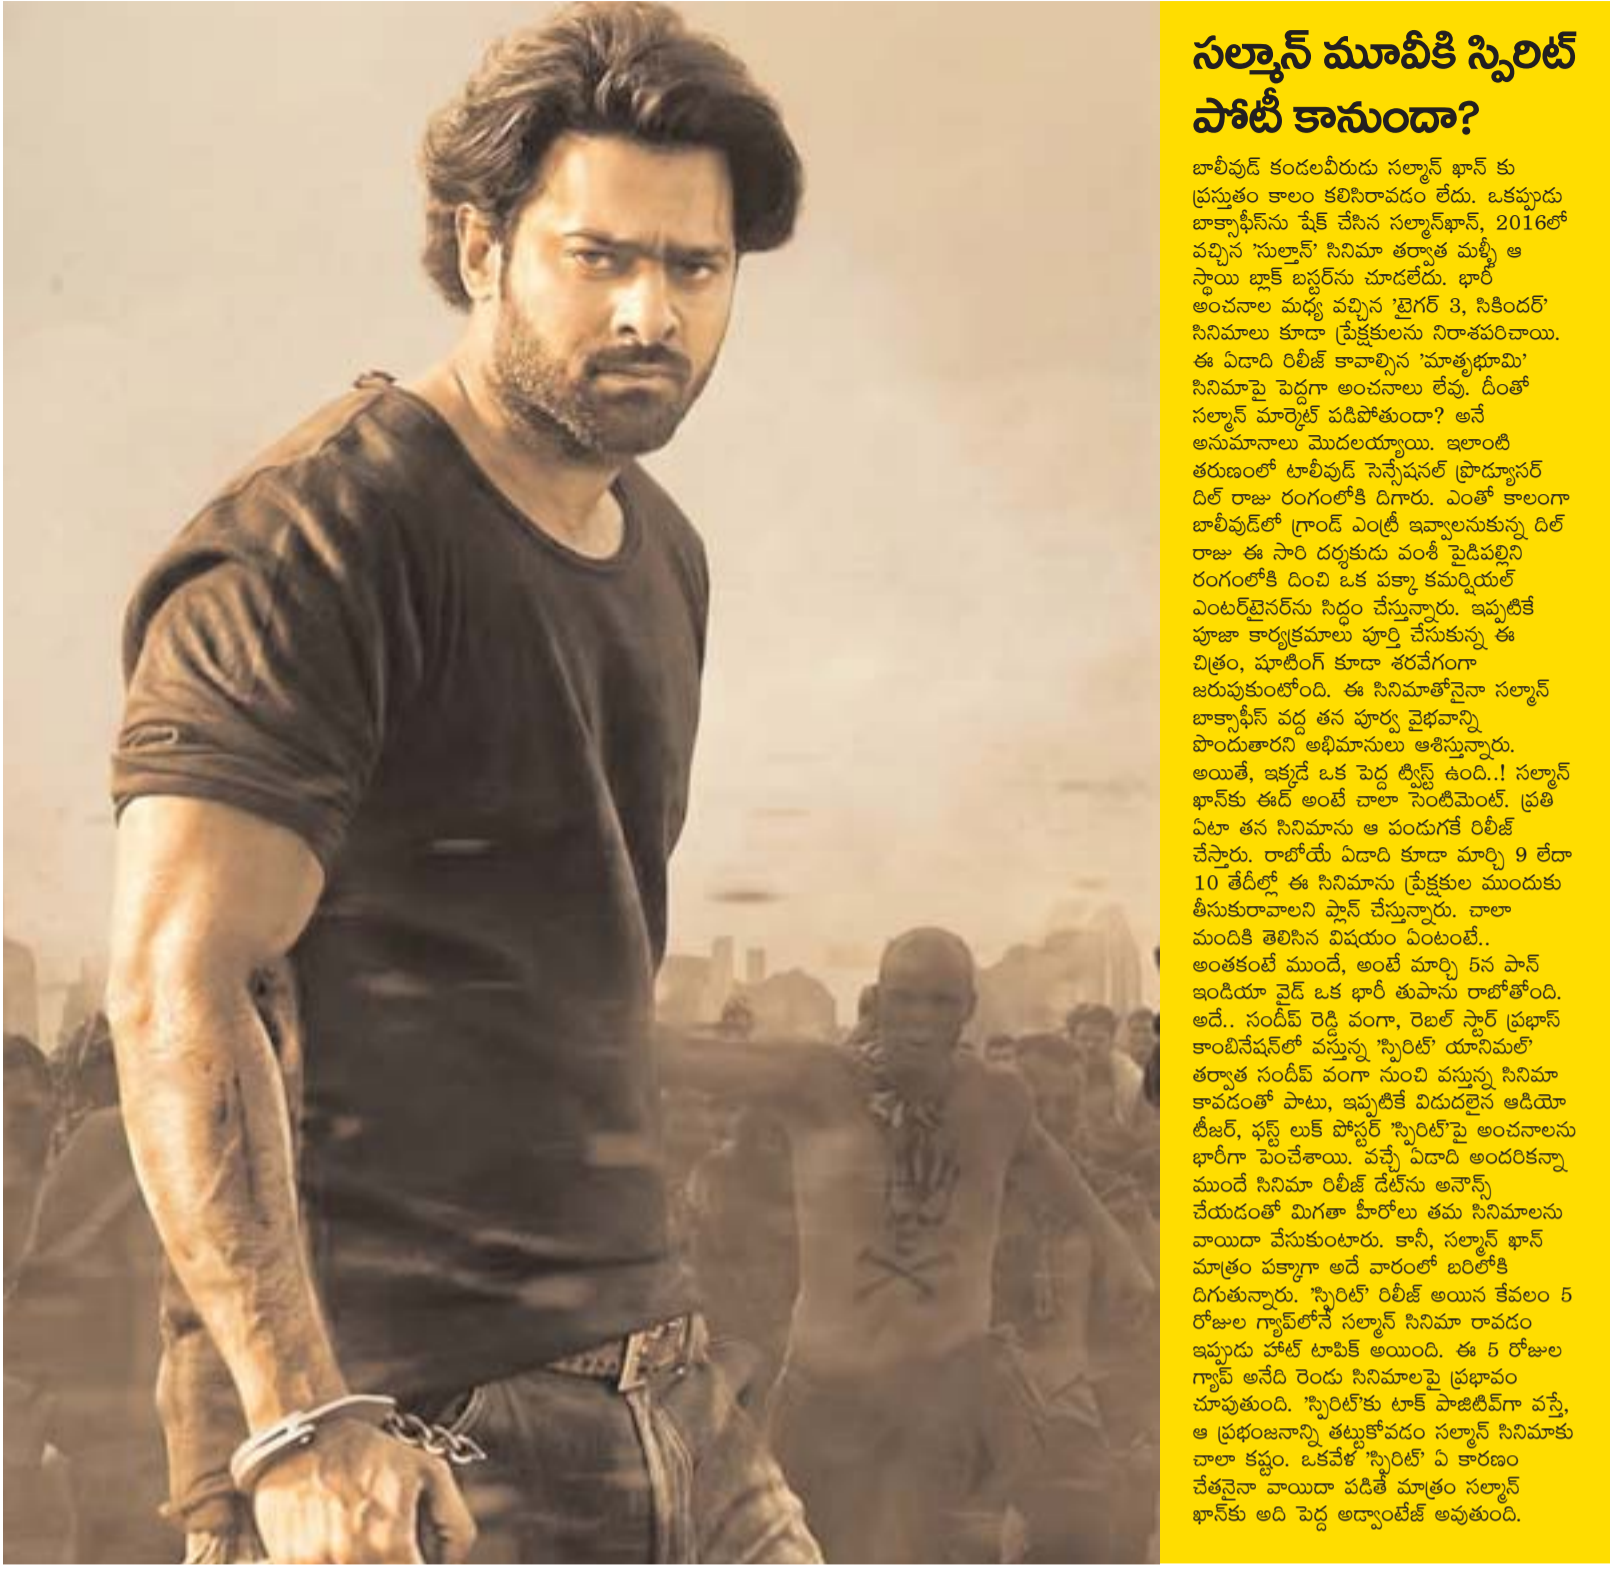 సల్మాన్ మూవీకి స్పిరిట్
పోటీ కానుందా?
బాలీవుడ్ కండలవీరుడు సల్మాన్ ఖాన్ కు
ప్రస్తుతం కాలం కలిసిరావడం లేదు. ఒకప్పుడు
బాక్సాఫీస్‌ను షేక్ చేసిన సల్మాన్‌ఖాన్, 2016లో
వచ్చిన 'సుల్తాన్' సినిమా తర్వాత మళ్ళీ ఆ
స్థాయి బ్లాక్ బస్టర్‌ను చూడలేదు. భారీ
అంచనాల మధ్య వచ్చిన 'టైగర్ 3, సికిందర్'
సినిమాలు కూడా ప్రేక్షకులను నిరాశపరిచాయి.
ఈ ఏడాది రిలీజ్ కావాల్సిన 'మాతృభూమి'
సినిమాపై పెద్దగా అంచనాలు లేవు. దీంతో
సల్మాన్ మార్కెట్ పడిపోతుందా? అనే
అనుమానాలు మొదలయ్యాయి. ఇలాంటి
తరుణంలో టాలీవుడ్ సెన్సేషనల్ ప్రొడ్యూసర్
దిల్ రాజు రంగంలోకి దిగారు. ఎంతో కాలంగా
బాలీవుడ్‌లో గ్రాండ్ ఎంట్రీ ఇవ్వాలనుకున్న దిల్
రాజు ఈ సారి దర్శకుడు వంశీ పైడిపల్లిని
రంగంలోకి దించి ఒక పక్కా కమర్షియల్
ఎంటర్‌టైనర్‌ను సిద్ధం చేస్తున్నారు. ఇప్పటికే
పూజా కార్యక్రమాలు పూర్తి చేసుకున్న ఈ
చిత్రం, షూటింగ్ కూడా శరవేగంగా
జరుపుకుంటోంది. ఈ సినిమాతోనైనా సల్మాన్
బాక్సాఫీస్ వద్ద తన పూర్వ వైభవాన్ని
పొందుతారని అభిమానులు ఆశిస్తున్నారు.
అయితే, ఇక్కడే ఒక పెద్ద ట్విస్ట్ ఉంది..! సల్మాన్
ఖాన్‌కు ఈద్ అంటే చాలా సెంటిమెంట్. ప్రతి
ఏటా తన సినిమాను ఆ పండుగకే రిలీజ్
చేస్తారు. రాబోయే ఏడాది కూడా మార్చి 9 లేదా
10 తేదీల్లో ఈ సినిమాను ప్రేక్షకుల ముందుకు
తీసుకురావాలని ప్లాన్ చేస్తున్నారు. చాలా
మందికి తెలిసిన విషయం ఏంటంటే..
అంతకంటే ముందే, అంటే మార్చి 5న పాన్
ఇండియా వైడ్ ఒక భారీ తుపాను రాబోతోంది.
అదే.. సందీప్ రెడ్డి వంగా, రెబల్ స్టార్ ప్రభాస్
కాంబినేషన్‌లో వస్తున్న 'స్పిరిట్' యానిమల్'
తర్వాత సందీప్ వంగా నుంచి వస్తున్న సినిమా
కావడంతో పాటు, ఇప్పటికే విడుదలైన ఆడియో
టీజర్, ఫస్ట్ లుక్ పోస్టర్ 'స్పిరిట్'పై అంచనాలను
భారీగా పెంచేశాయి. వచ్చే ఏడాది అందరికన్నా
ముందే సినిమా రిలీజ్ డేట్‌ను అనౌన్స్
చేయడంతో మిగతా హీరోలు తమ సినిమాలను
వాయిదా వేసుకుంటారు. కానీ, సల్మాన్ ఖాన్
మాత్రం పక్కాగా అదే వారంలో బరిలోకి
దిగుతున్నారు. 'స్పిరిట్' రిలీజ్ అయిన కేవలం 5
రోజుల గ్యాప్‌లోనే సల్మాన్ సినిమా రావడం
ఇప్పుడు హాట్ టాపిక్ అయింది. ఈ 5 రోజుల
గ్యాప్ అనేది రెండు సినిమాలపై ప్రభావం
చూపుతుంది. 'స్పిరిట్'కు టాక్ పాజిటివ్‌గా వస్తే,
ఆ ప్రభంజనాన్ని తట్టుకోవడం సల్మాన్ సినిమాకు
చాలా కష్టం. ఒకవేళ 'స్పిరిట్' ఏ కారణం
చేతనైనా వాయిదా పడితే మాత్రం సల్మాన్
ఖాన్‌కు అది పెద్ద అడ్వాంటేజ్ అవుతుంది.